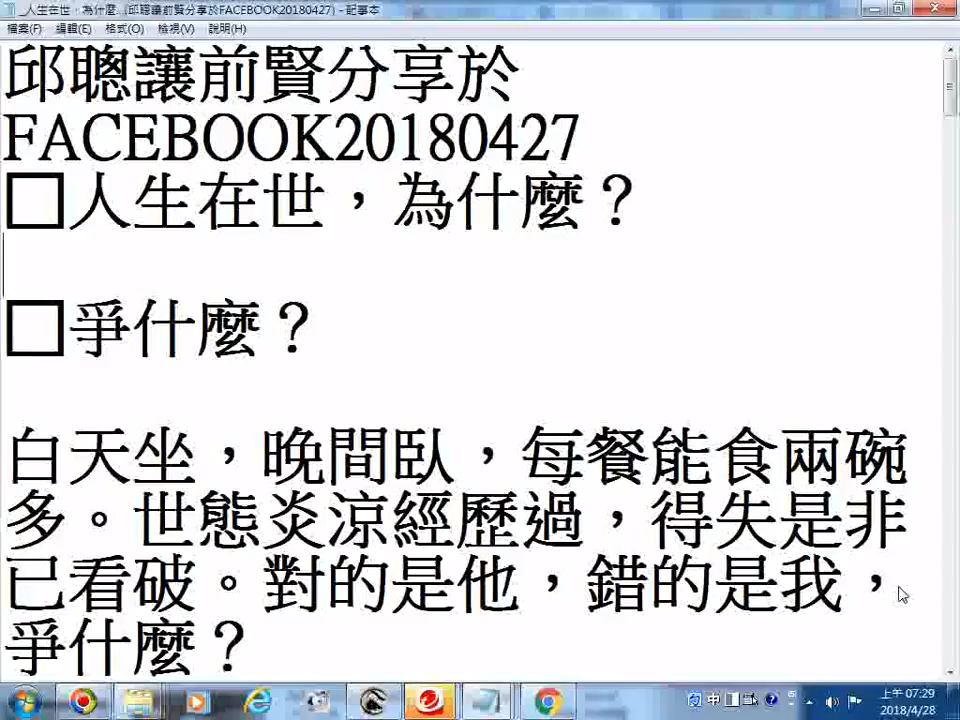 _人生在世，為什麼...(邱聰讓前賢分享於FACEBOOK20180427) - 記事本
檔案(F) 編輯(E) 格式(O) 檢視(V) 說明(H)
邱聰讓前賢分享於
FACEBOOK20180427
□人生在世，為什麼？
□爭什麼？
白天坐，晚間臥，每餐能食兩碗
多。世態炎涼經歷過，得失是非
已看破。對的是他，錯的是我，
爭什麼？
中
上午 07:29
2018/4/28